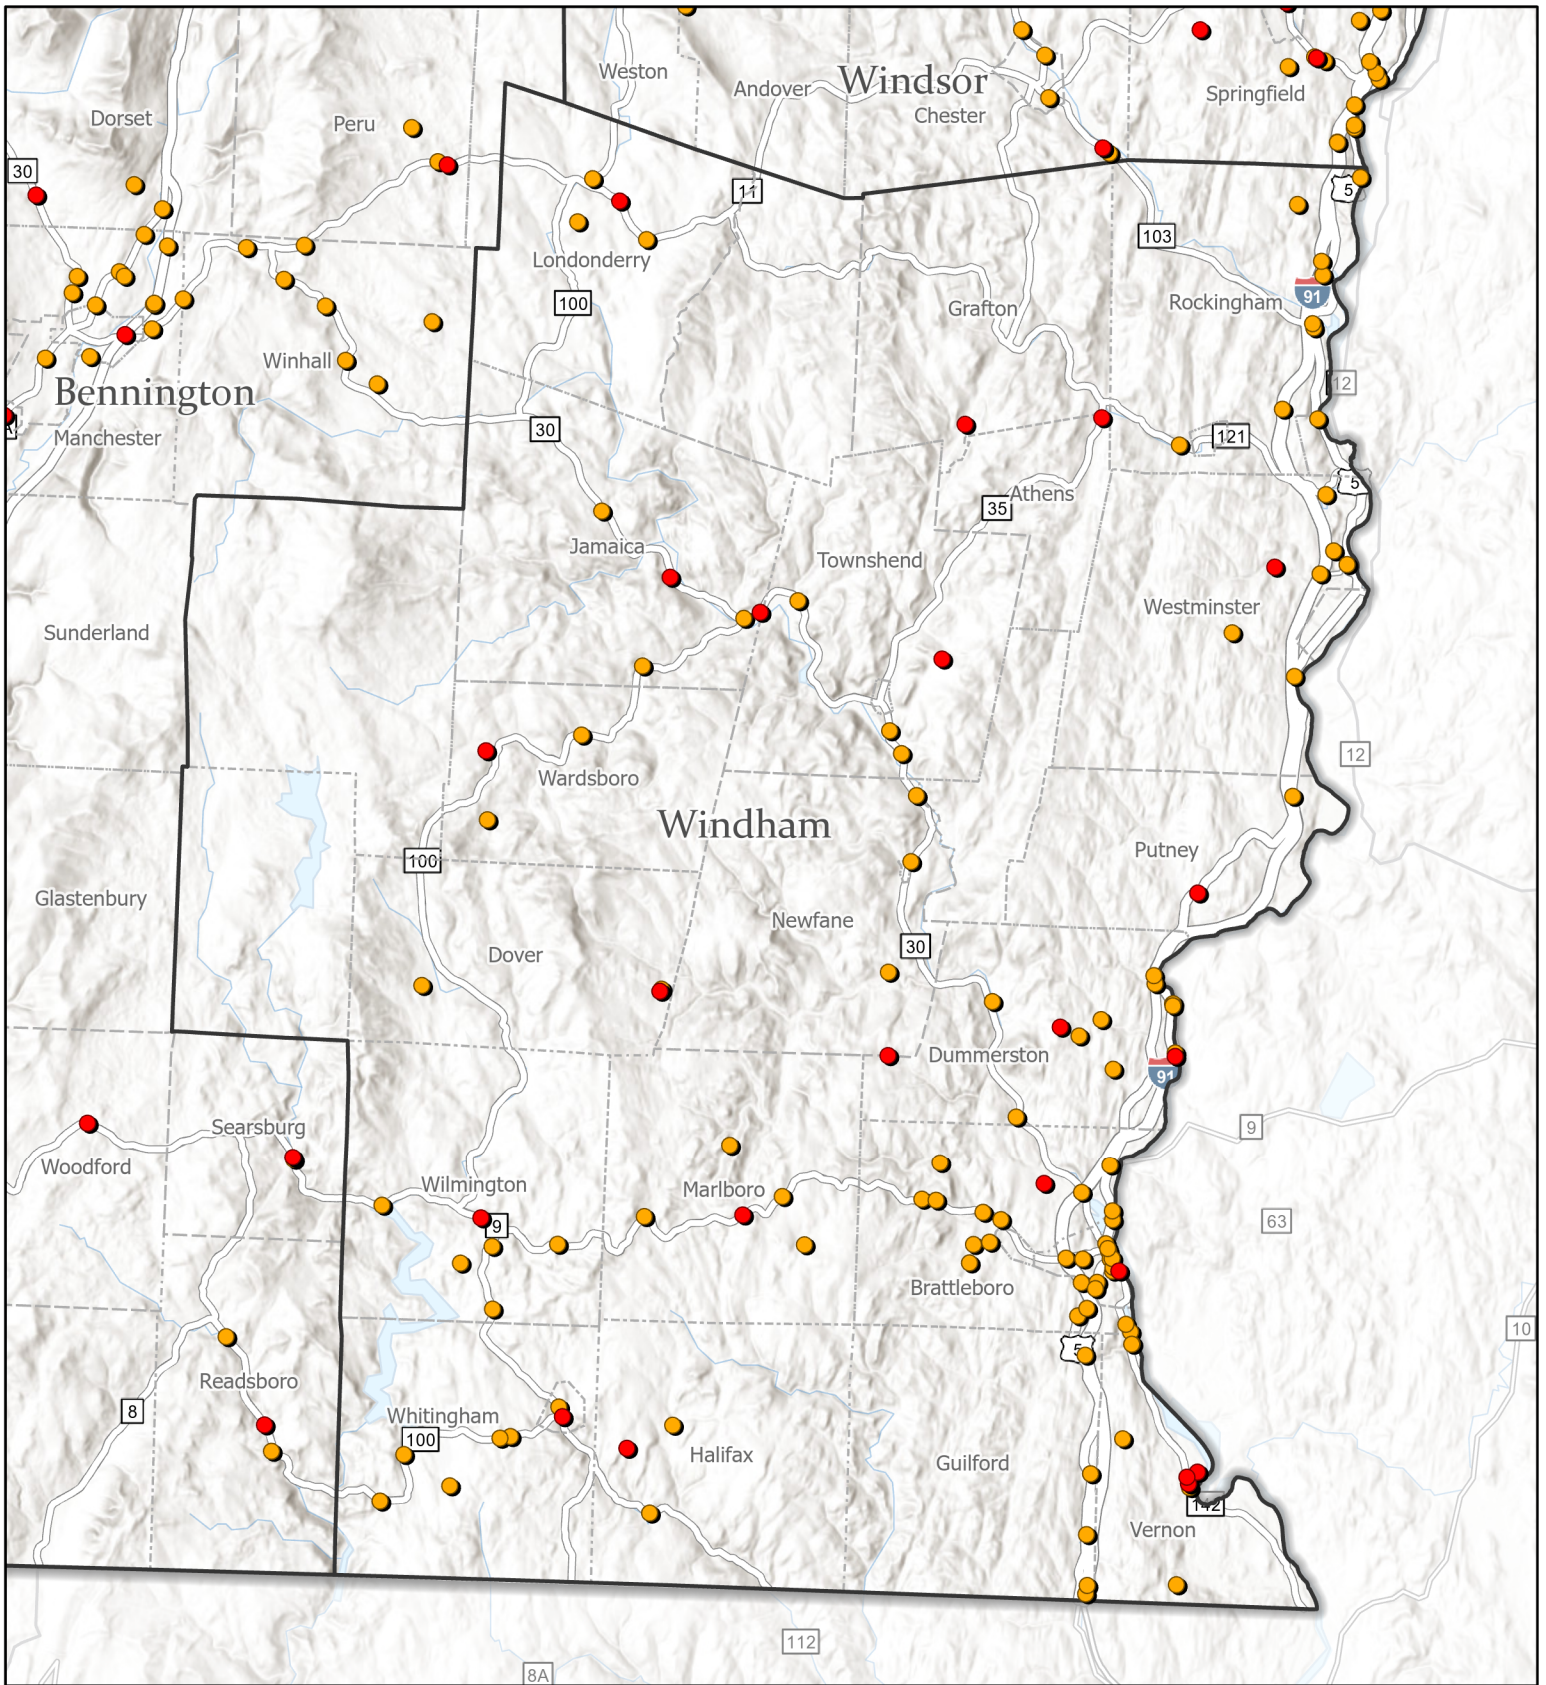 Weston
Windsor
Andover
Dorset
Peru
Springfield
Chester
30
5
11
103
Londonderry
100
Grafton
Rockingham
91
Winhall
12
Bennington
Manchester
30
121
5
Athens
35
Jamaica
Townshend
Westminster
Sunderland
12
Wardsboro
Windham
Putney
100
Glastenbury
Newfane
30
Dover
Dummerston
91
Searsburg
9
Woodford
Wilmington
Marlboro
9
63
Brattleboro
10
5
Readsboro
8
Whitingham
100
Halifax
Guilford
142
Vernon
112
8A